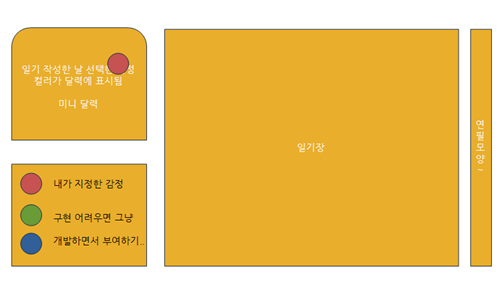 일기 작성한 날 선택한 감정
컬러가 달력에 표시됨
미니 달력
내가 지정한 감정
구현 어려우면 그냥
개발하면서 부여하기..
일기장
연필모양~